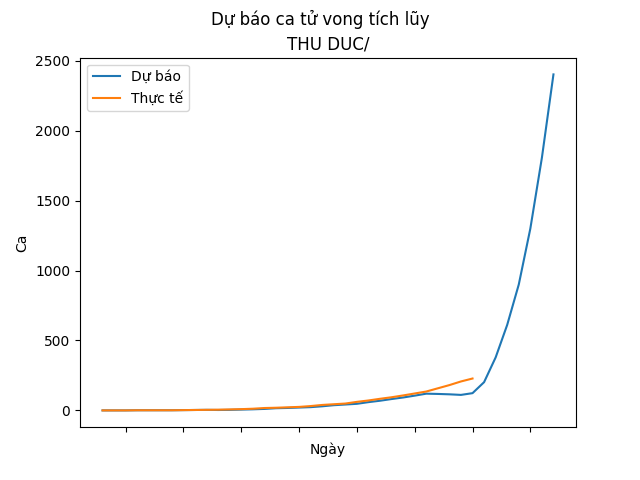 Dự báo ca tử vong tích lũy
THU DUC/
Dự báo
Thực tế
2500
2000
1500
1000
500
0
Ca
Ngày